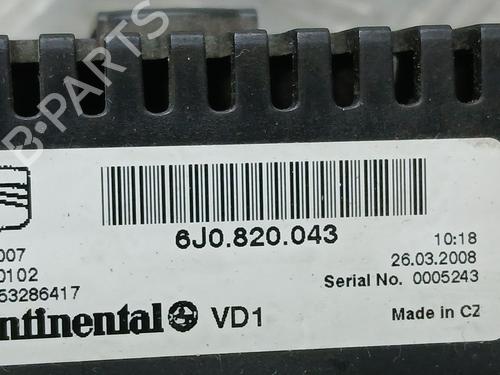 B-PARTS
6J0.820.043
007
10:18
0102
26.03.2008
53286417
Serial No. 0005243
ntinental VD1
Made in CZ